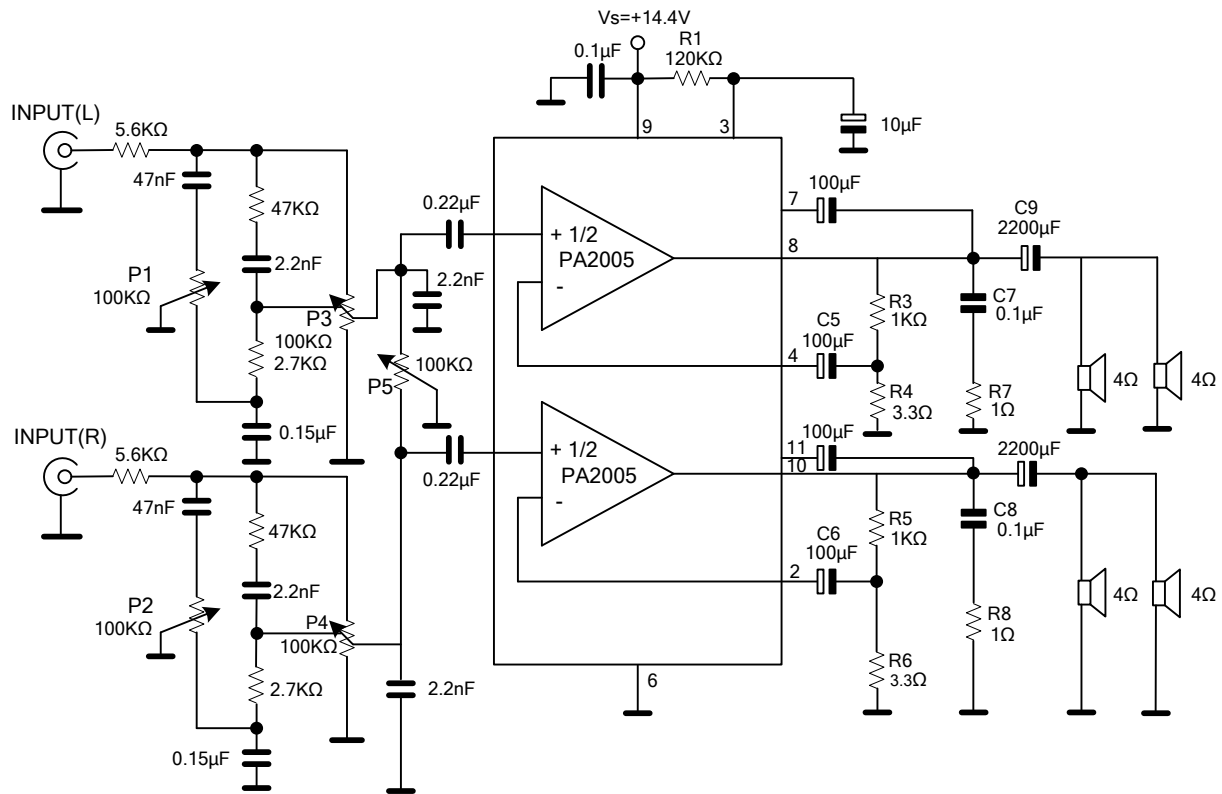 Vs=+14.4V
0.1µF
R1
120KΩ
9
3
10µF
INPUT(L)
5.6KΩ
47nF
47KΩ
2.2nF
P1
100KΩ
P3
100KΩ
2.7KΩ
0.15µF
0.22µF
2.2nF
100KΩ
P5
0.22µF
+ 1/2
PA2005
-
7
100µF
8
C9
2200µF
R3
1KΩ
C7
0.1µF
C5
100µF
4
R4
3.3Ω
R7
1Ω
4Ω
4Ω
INPUT(R)
5.6KΩ
47nF
47KΩ
2.2nF
P2
100KΩ
P4
100KΩ
2.7KΩ
0.15µF
2.2nF
+ 1/2
PA2005
-
11
100µF
10
2200µF
R5
1KΩ
C8
0.1µF
C6
100µF
2
R6
3.3Ω
R8
1Ω
4Ω
4Ω
6